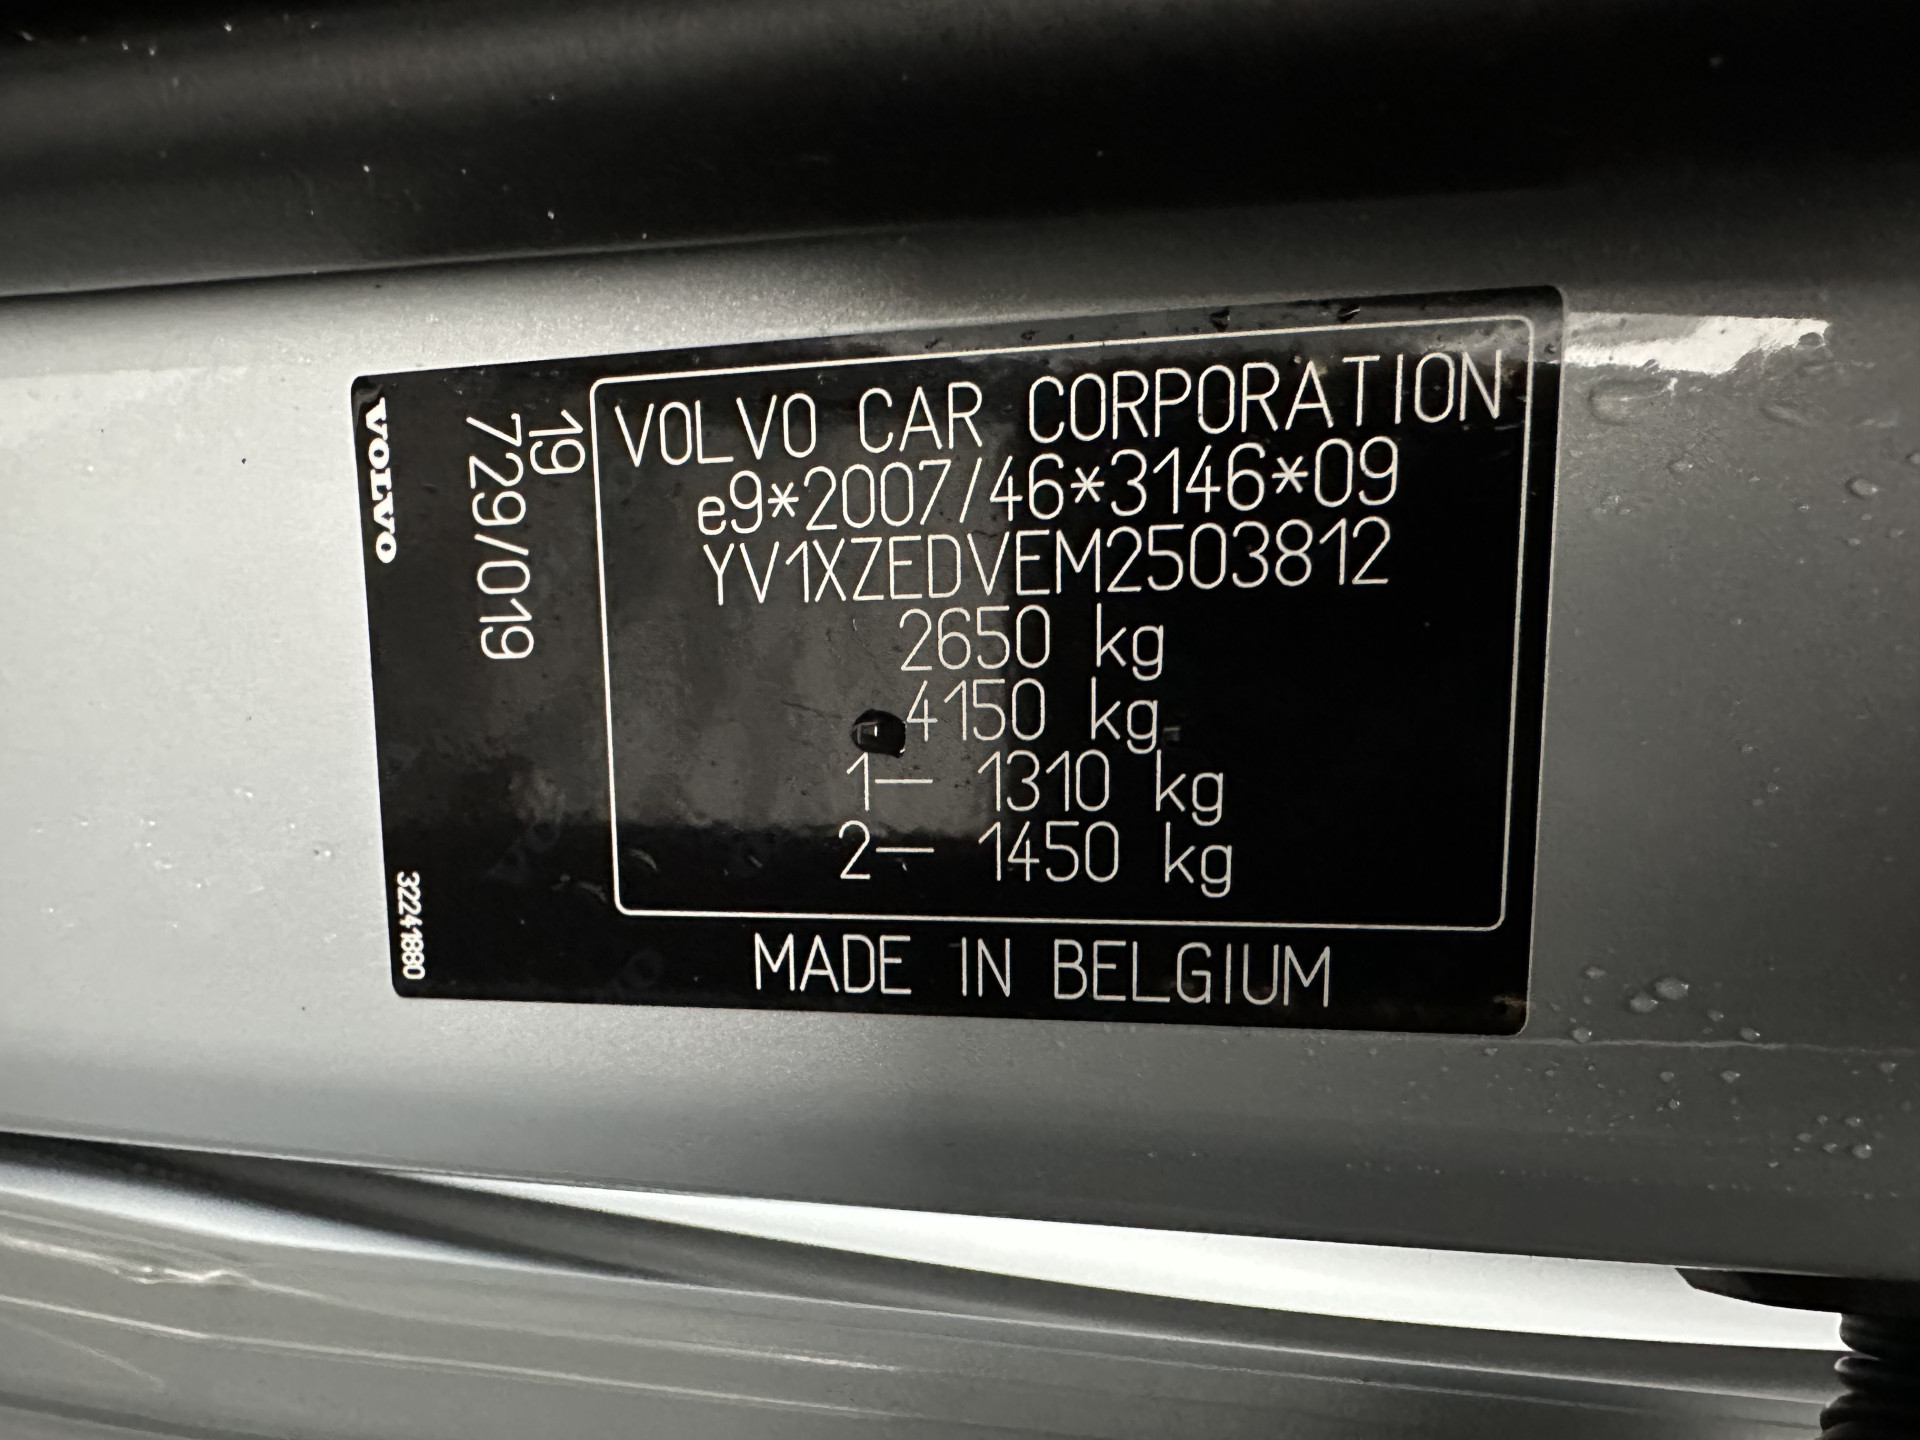 VOLVO CAR CORPORATION
e9*2007/46*3146*09
YV1XZEDVEM2503812
2650 kg
4150 kg
1— 1310 kg
2— 1450 kg
MADE IN BELGIUM
19
729/019
VOLVO
32241880